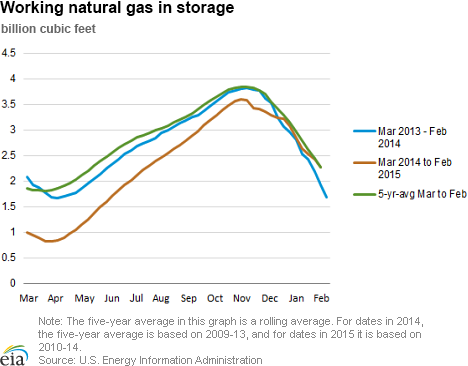 Working natural gas in storage
billion cubic feet
4.5
4
3.5
3
2.5
2
1.5
1
0.5
0
Mar Apr May Jun Jul Aug Sep Oct Nov Dec Jan Feb
Mar 2013 - Feb
2014
Mar 2014 to Feb
2015
5-yr-avg Mar to Feb
Note: The five-year average in this graph is a rolling average. For dates in 2014,
the five-year average is based on 2009-13, and for dates in 2015 it is based on
2010-14.
Source: U.S. Energy Information Administration
eia